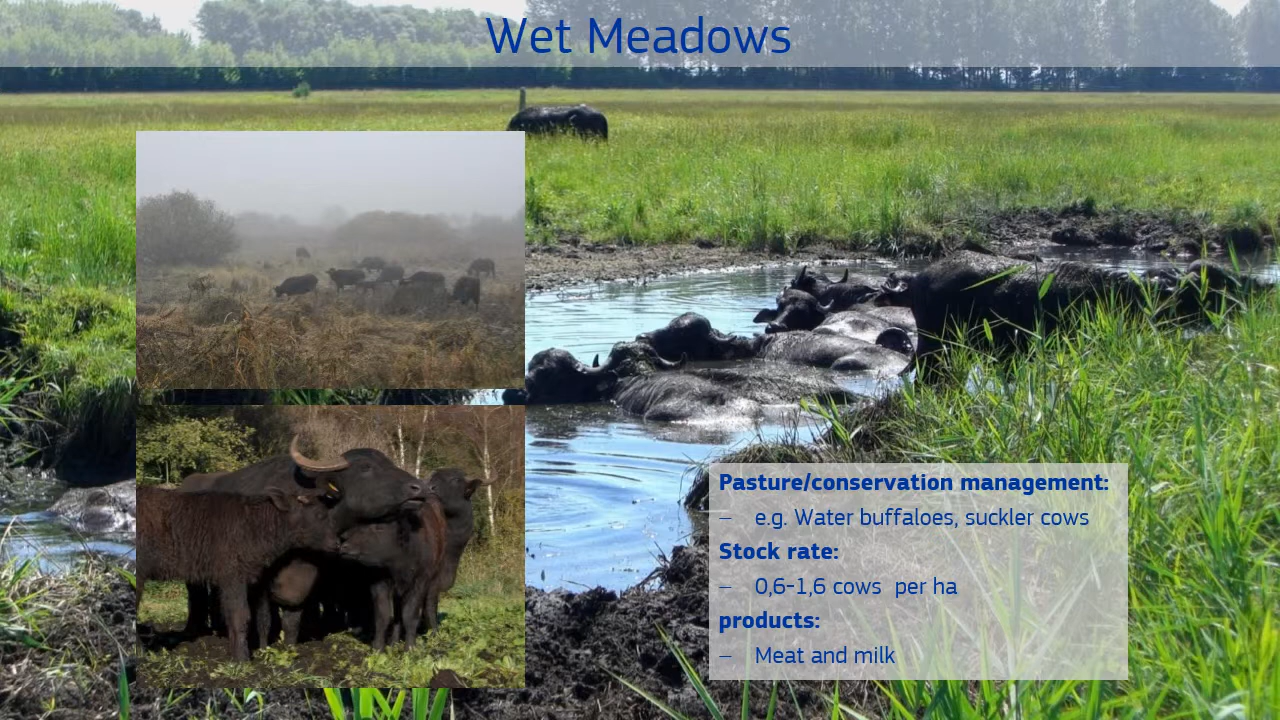 Wet Meadows
Pasture/conservation management:
– e.g. Water buffaloes, suckler cows
Stock rate:
– 0,6-1,6 cows per ha
products:
– Meat and milk